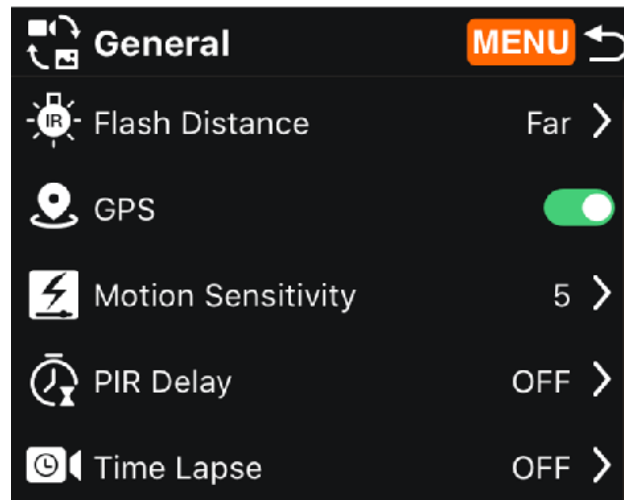 General MENU
IR Flash Distance Far
GPS
Motion Sensitivity 5
PIR Delay OFF
Time Lapse OFF